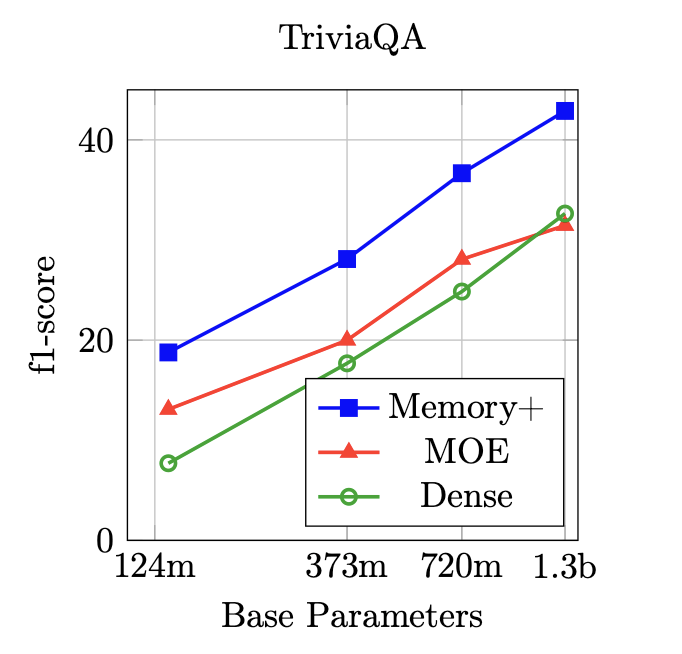 TriviaQA
40
20
0
f1-score
Memory+
MOE
Dense
124m 373m 720m 1.3b
Base Parameters